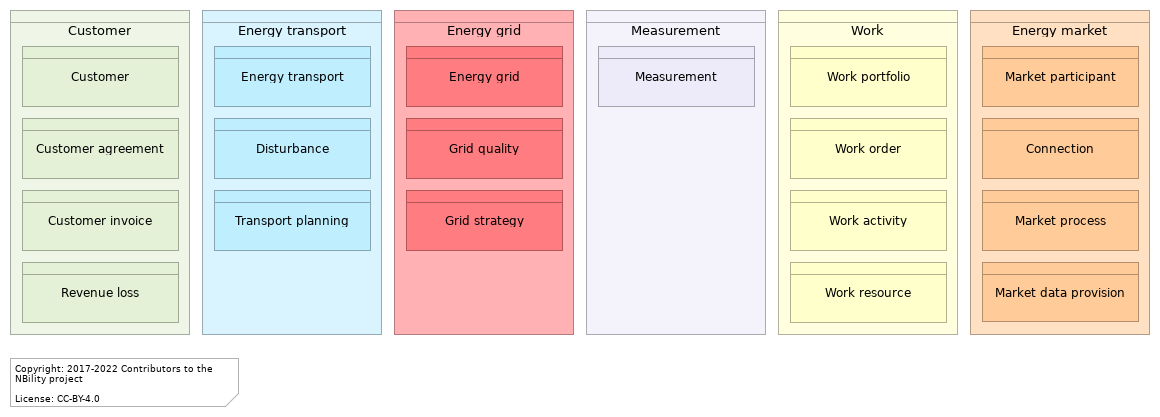 Customer
Customer
Customer agreement
Customer invoice
Revenue loss
Energy transport
Energy transport
Disturbance
Transport planning
Energy grid
Energy grid
Grid quality
Grid strategy
Measurement
Measurement
Work
Work portfolio
Work order
Work activity
Work resource
Energy market
Market participant
Connection
Market process
Market data provision
Copyright: 2017-2022 Contributors to the
NBility project
License: CC-BY-4.0